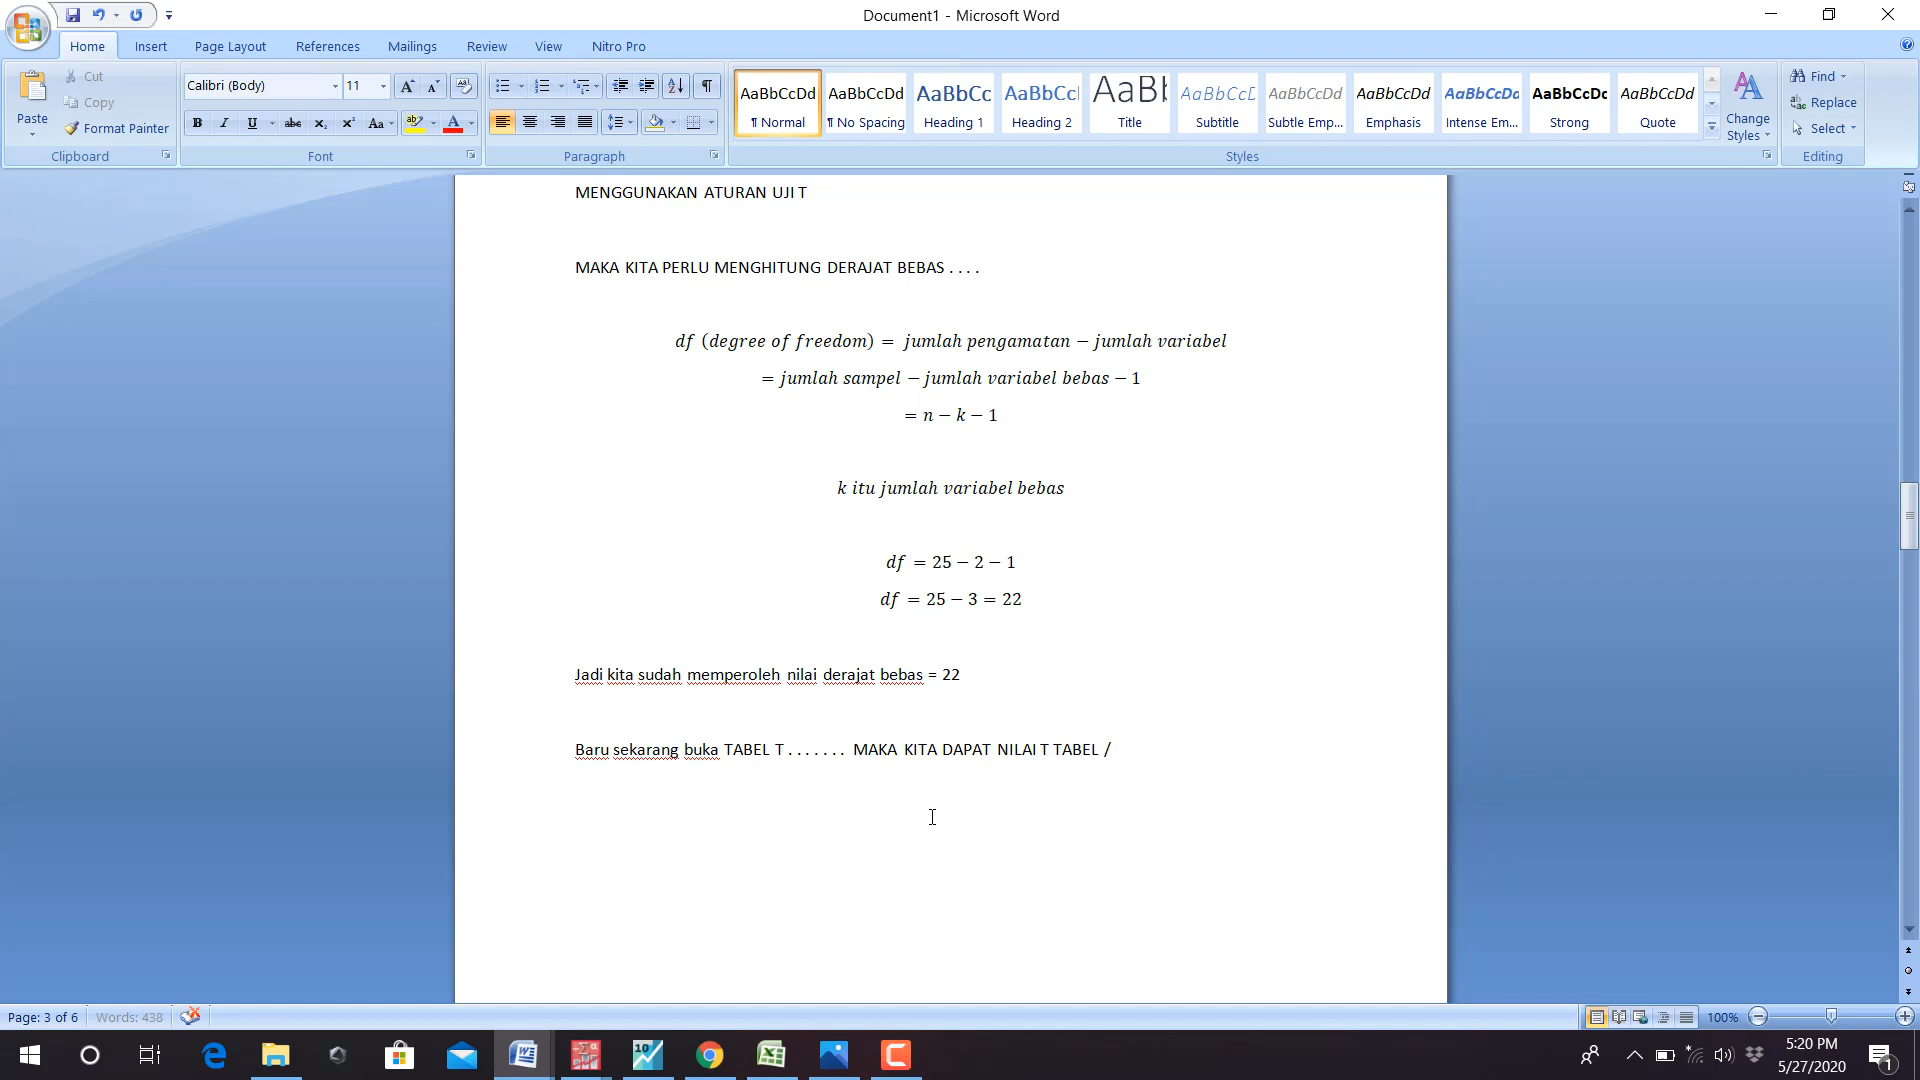 Document1 - Microsoft Word
Home Insert Page Layout References Mailings Review View Nitro Pro
Paste
Cut
Copy
Format Painter
Clipboard
Calibri (Body) 11
Font
Paragraph
AaBbCcDd AaBbCcDd AaBbCc AaBbCcI AaBb AaBbCcD AaBbCcDd AaBbCcDd AaBbCcDd AaBbCcDd AaBbCcDd
¶ Normal ¶ No Spacing Heading 1 Heading 2 Title Subtitle Subtle Emp... Emphasis Intense Em... Strong Quote
Change Styles
Styles
Find
Replace
Select
Editing
MENGGUNAKAN ATURAN UJI T
MAKA KITA PERLU MENGHITUNG DERAJAT BEBAS . . . .
df (degree of freedom) = jumlah pengamatan − jumlah variabel
= jumlah sampel − jumlah variabel bebas − 1
= n − k − 1
k itu jumlah variabel bebas
df = 25 − 2 − 1
df = 25 − 3 = 22
Jadi kita sudah memperoleh nilai derajat bebas = 22
Baru sekarang buka TABEL T . . . . . . . MAKA KITA DAPAT NILAI T TABEL /
Page: 3 of 6 Words: 438
100%
5:20 PM
5/27/2020